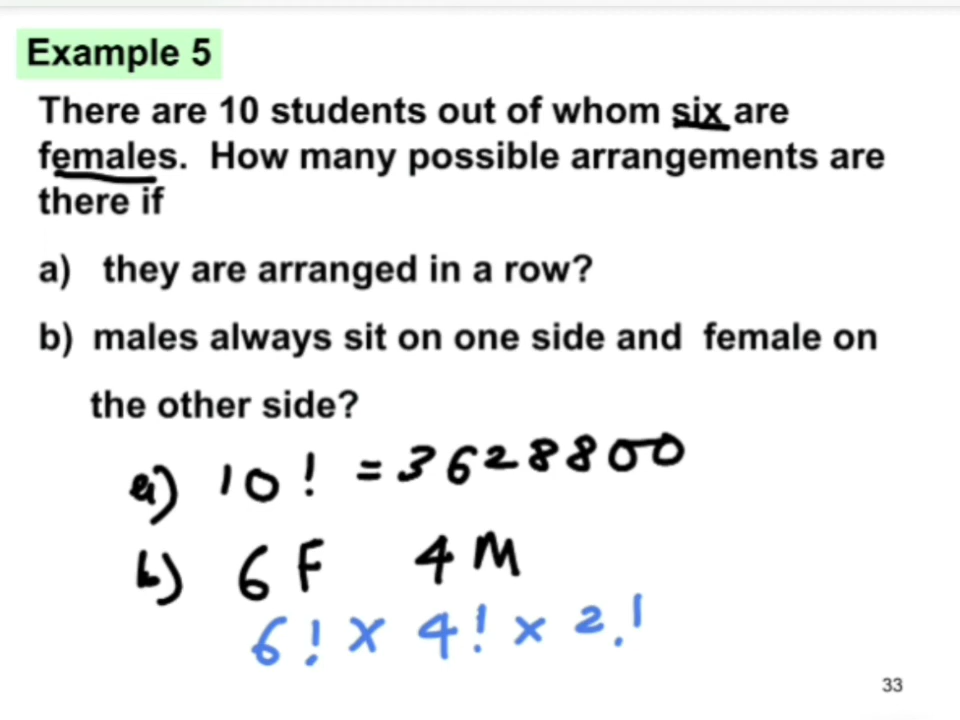 Example 5
There are 10 students out of whom six are
females. How many possible arrangements are
there if
a) they are arranged in a row?
b) males always sit on one side and female on
the other side?
a) 10! = 3628800
b) 6F 4M
6! x 4! x 2!
33